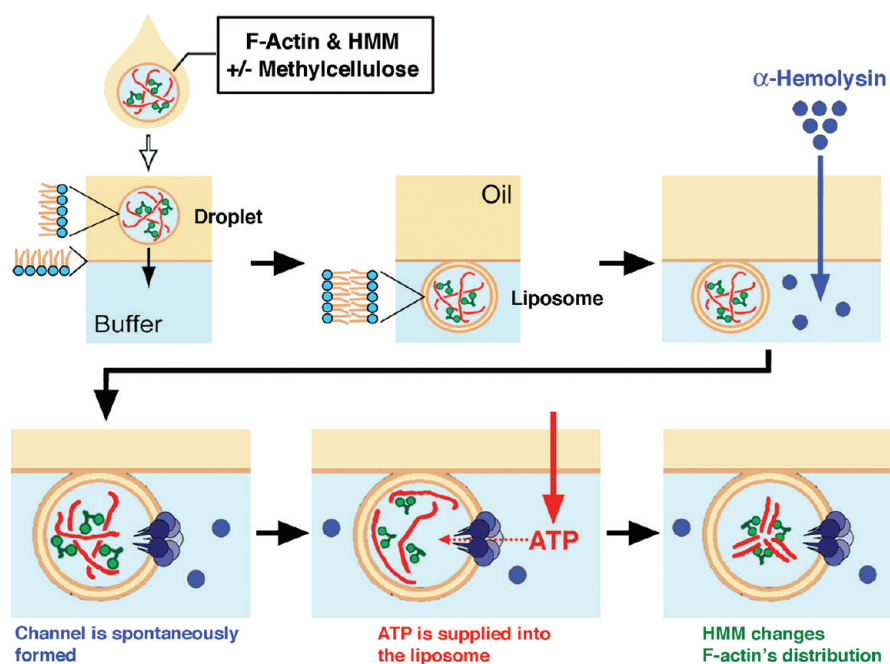 F-Actin & HMM
+/- Methylcellulose
α-Hemolysin
Droplet
Buffer
Oil
Liposome
ATP
Channel is spontaneously
formed
ATP is supplied into
the liposome
HMM changes
F-actin's distribution